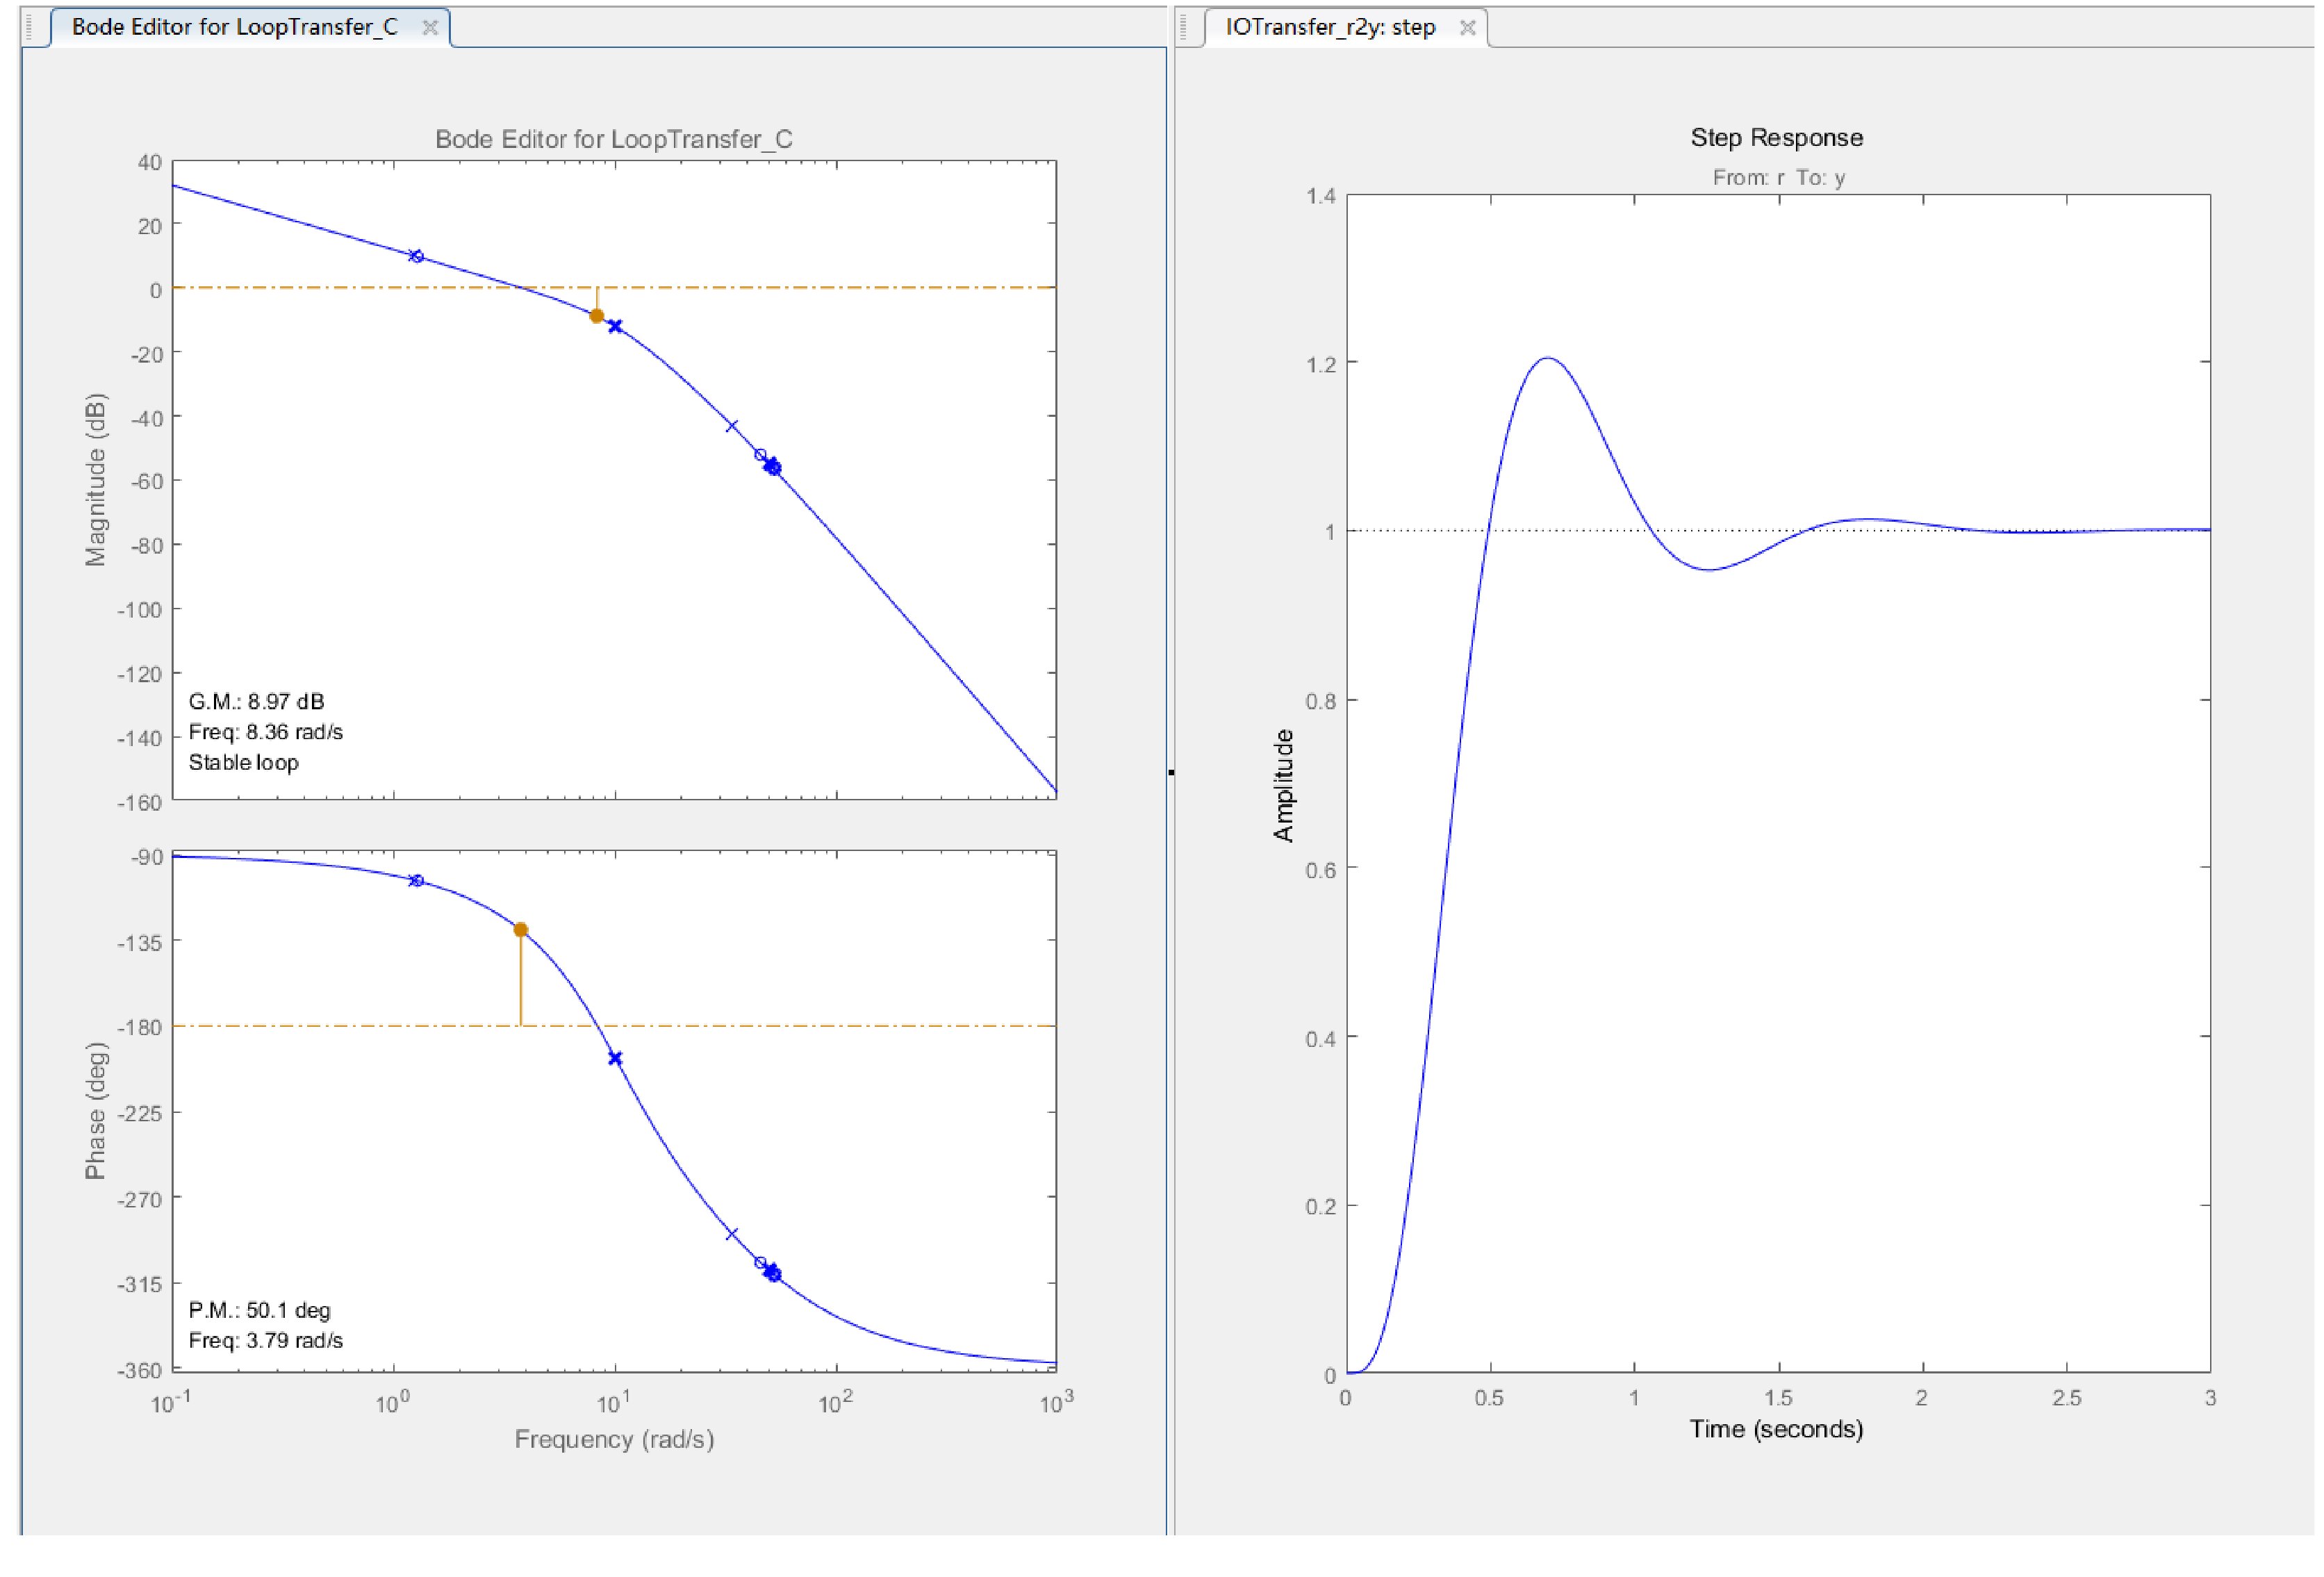 Bode Editor for LoopTransfer_C
IOTransfer_r2y: step
Bode Editor for LoopTransfer_C
40
20
0
-20
-40
-60
-80
-100
-120
-140
-160
Magnitude (dB)
G.M.: 8.97 dB
Freq: 8.36 rad/s
Stable loop
-90
-135
-180
-225
-270
-315
-360
Phase (deg)
P.M.: 50.1 deg
Freq: 3.79 rad/s
10^-1 10^0 10^1 10^2 10^3
Frequency (rad/s)
Step Response
From: r To: y
1.4
1.2
1
0.8
0.6
0.4
0.2
0
Amplitude
0 0.5 1 1.5 2 2.5 3
Time (seconds)